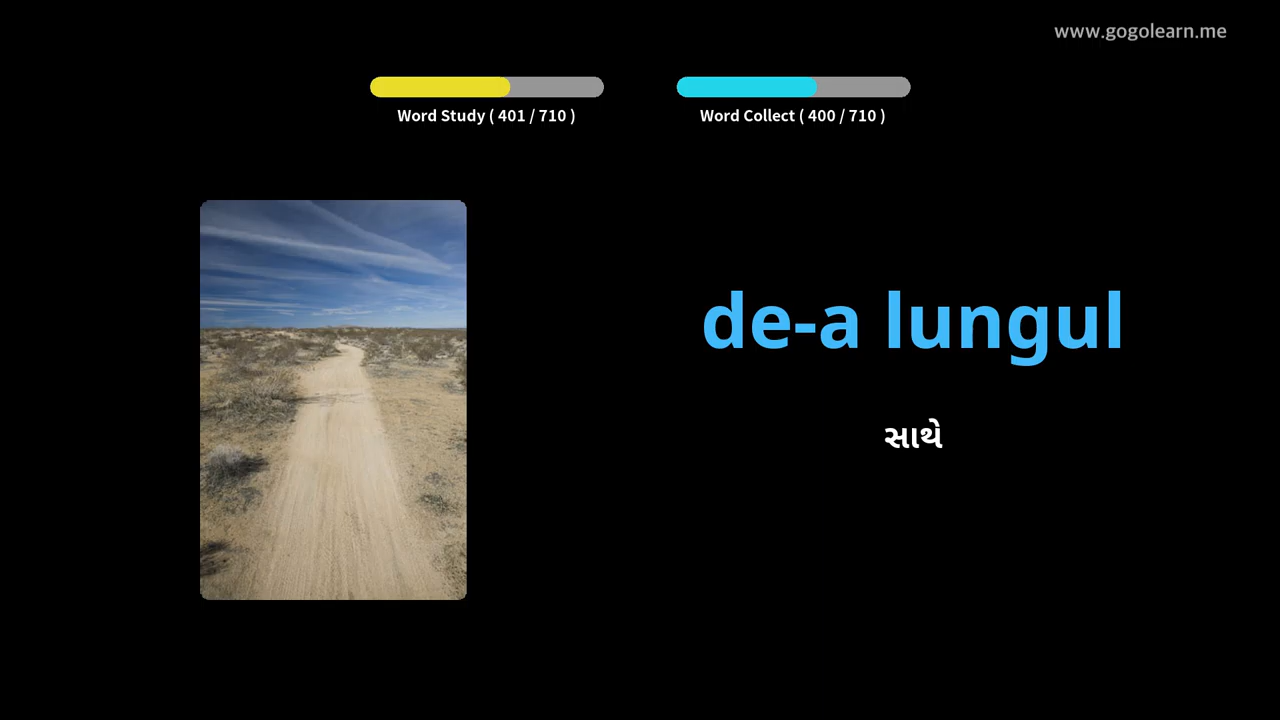 www.gogolearn.me
Word Study ( 401 / 710 )
Word Collect ( 400 / 710 )
de-a lungul
સાથે